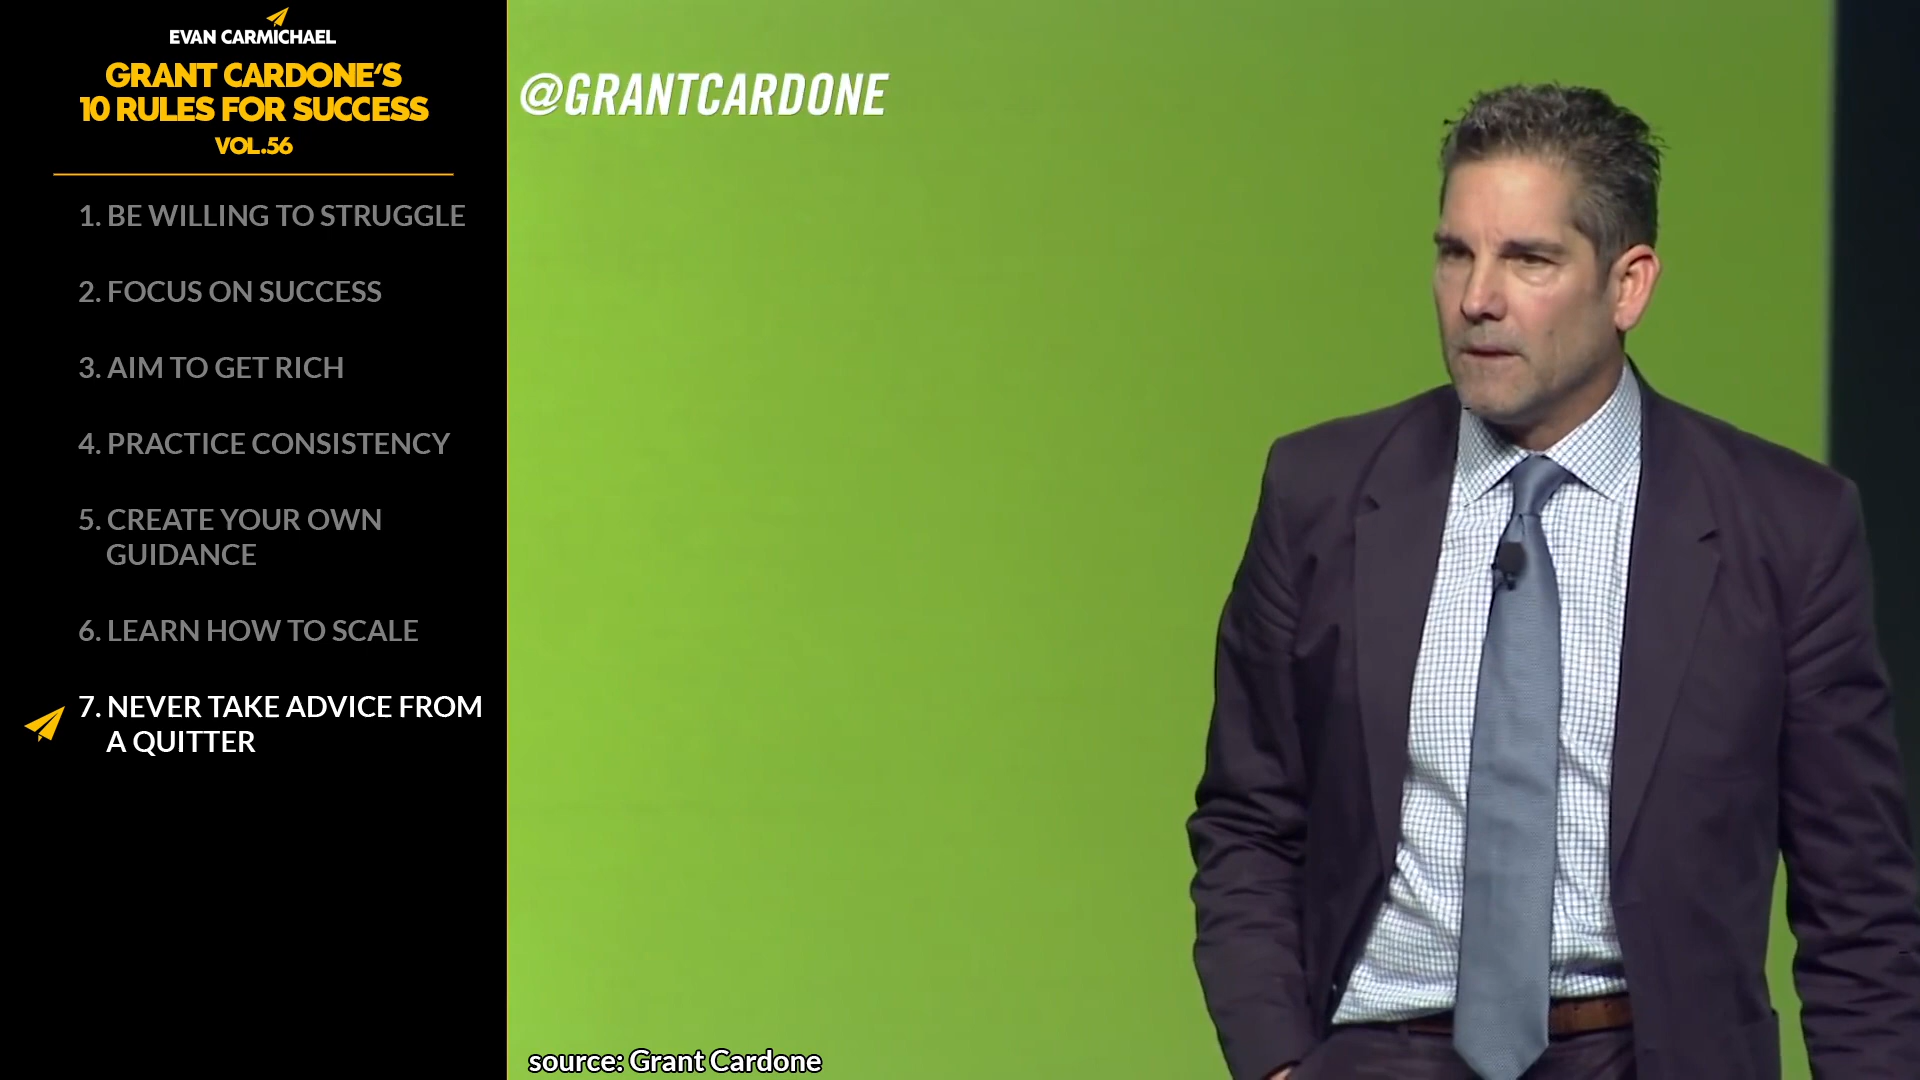 EVAN CARMICHAEL
GRANT CARDONE'S
10 RULES FOR SUCCESS
VOL.56
1. BE WILLING TO STRUGGLE
2. FOCUS ON SUCCESS
3. AIM TO GET RICH
4. PRACTICE CONSISTENCY
5. CREATE YOUR OWN
GUIDANCE
6. LEARN HOW TO SCALE
7. NEVER TAKE ADVICE FROM
A QUITTER
@GRANTCARDONE
source: Grant Cardone